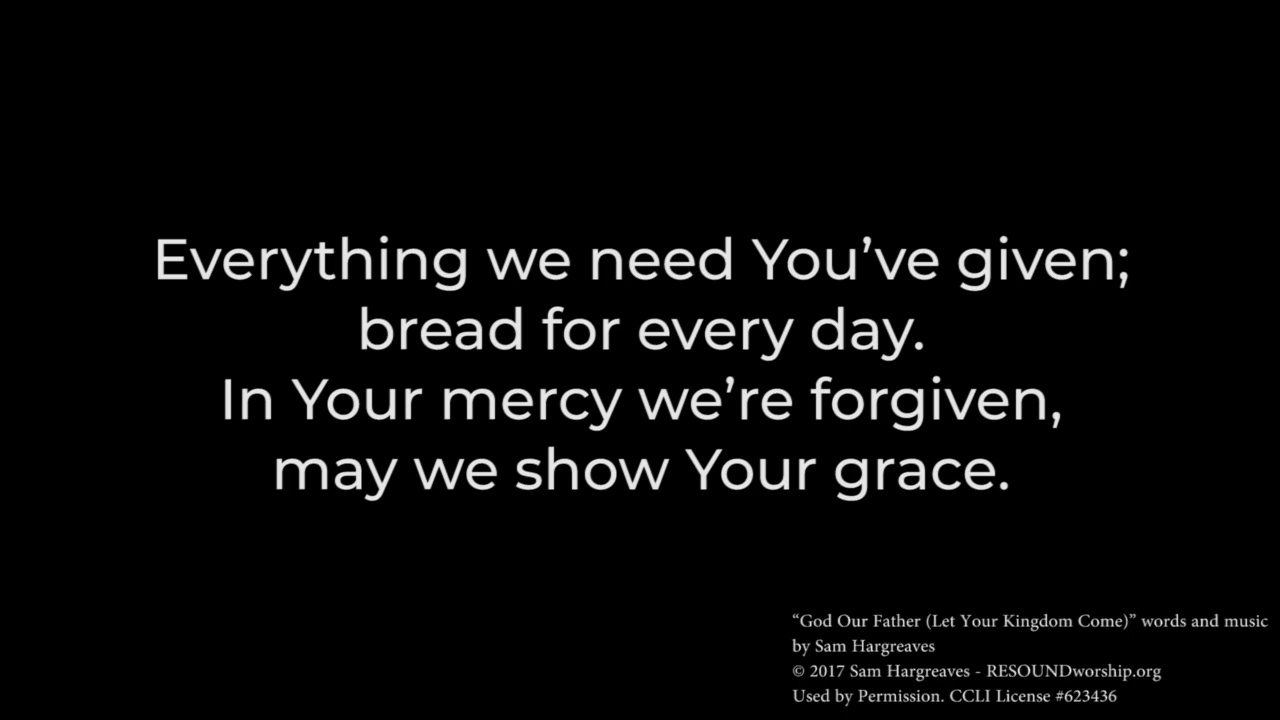 Everything we need You’ve given;
bread for every day.
In Your mercy we’re forgiven,
may we show Your grace.
“God Our Father (Let Your Kingdom Come)” words and music
by Sam Hargreaves
© 2017 Sam Hargreaves - RESOUNDworship.org
Used by Permission. CCLI License #623436